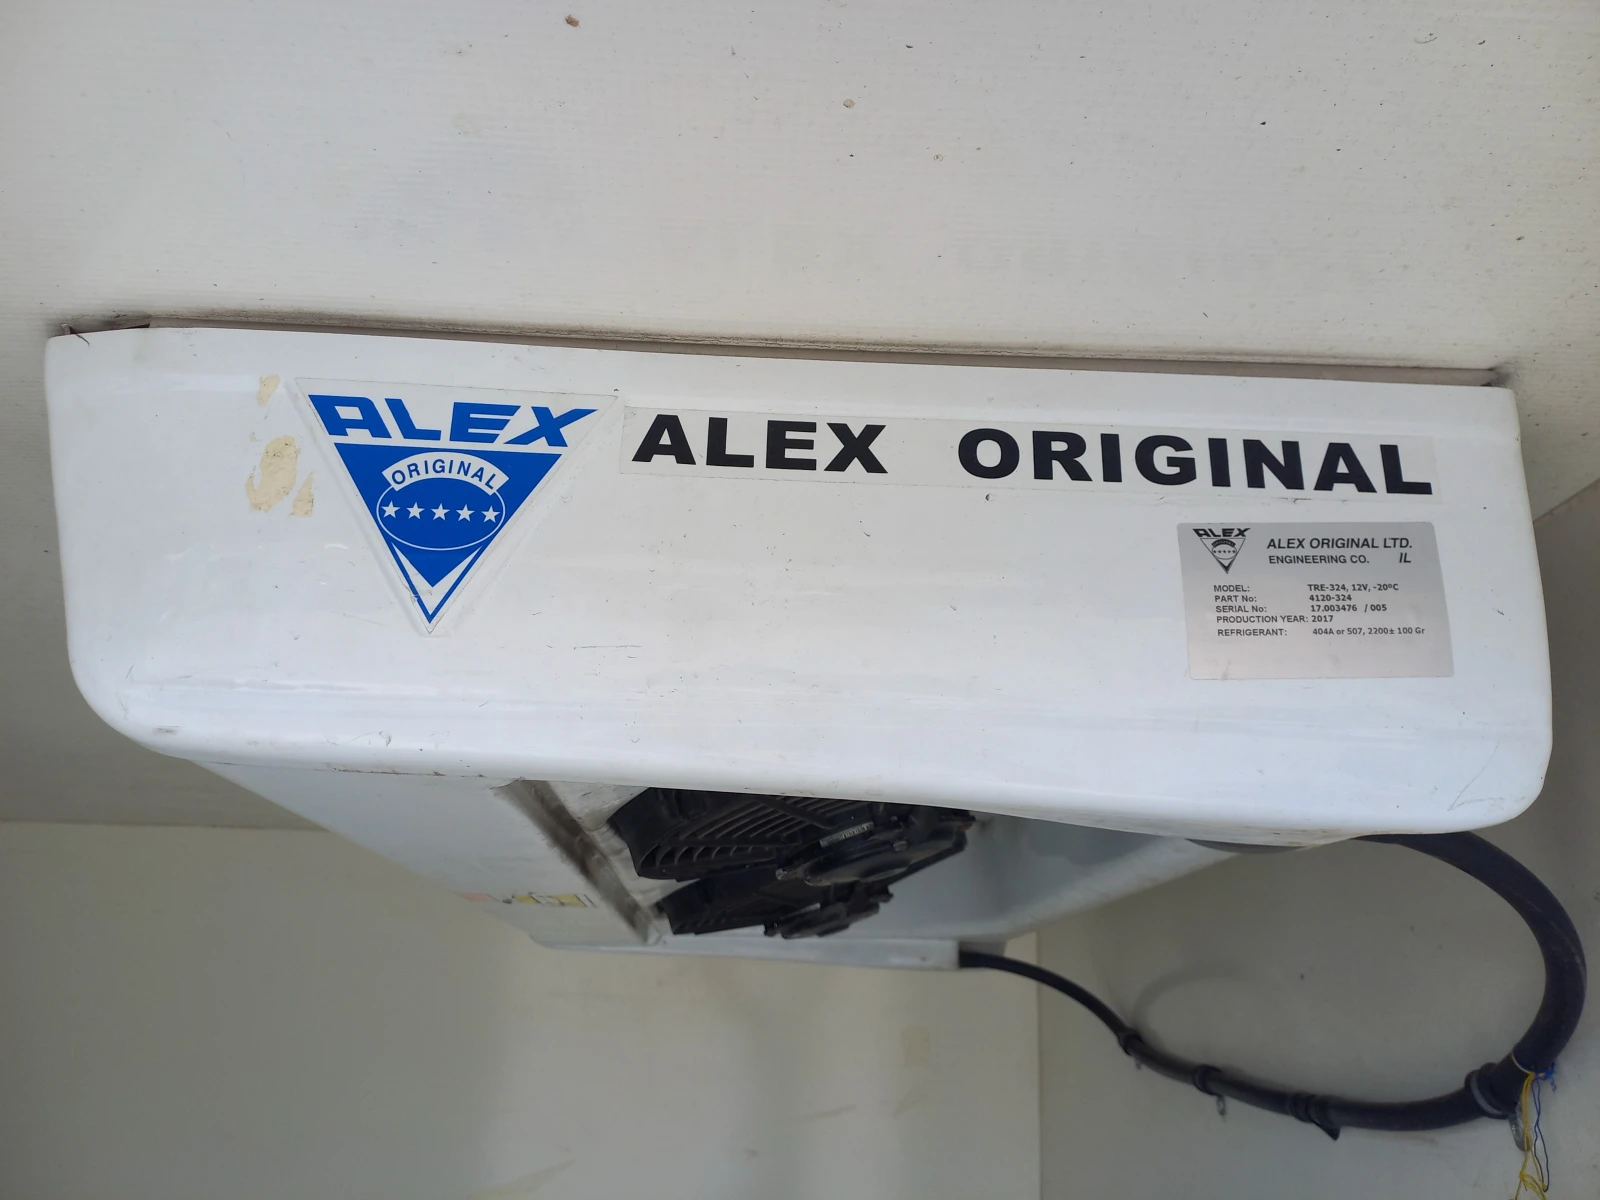 ALEX
ORIGINAL
ALEX ORIGINAL
ALEX
ALEX ORIGINAL LTD.
ENGINEERING CO. IL
MODEL: TRE-324, 12V, -20ºC
PART No: 4120-324
SERIAL No: 17.003476 / 005
PRODUCTION YEAR: 2017
REFRIGERANT: 404A or 507, 2200± 100 Gr